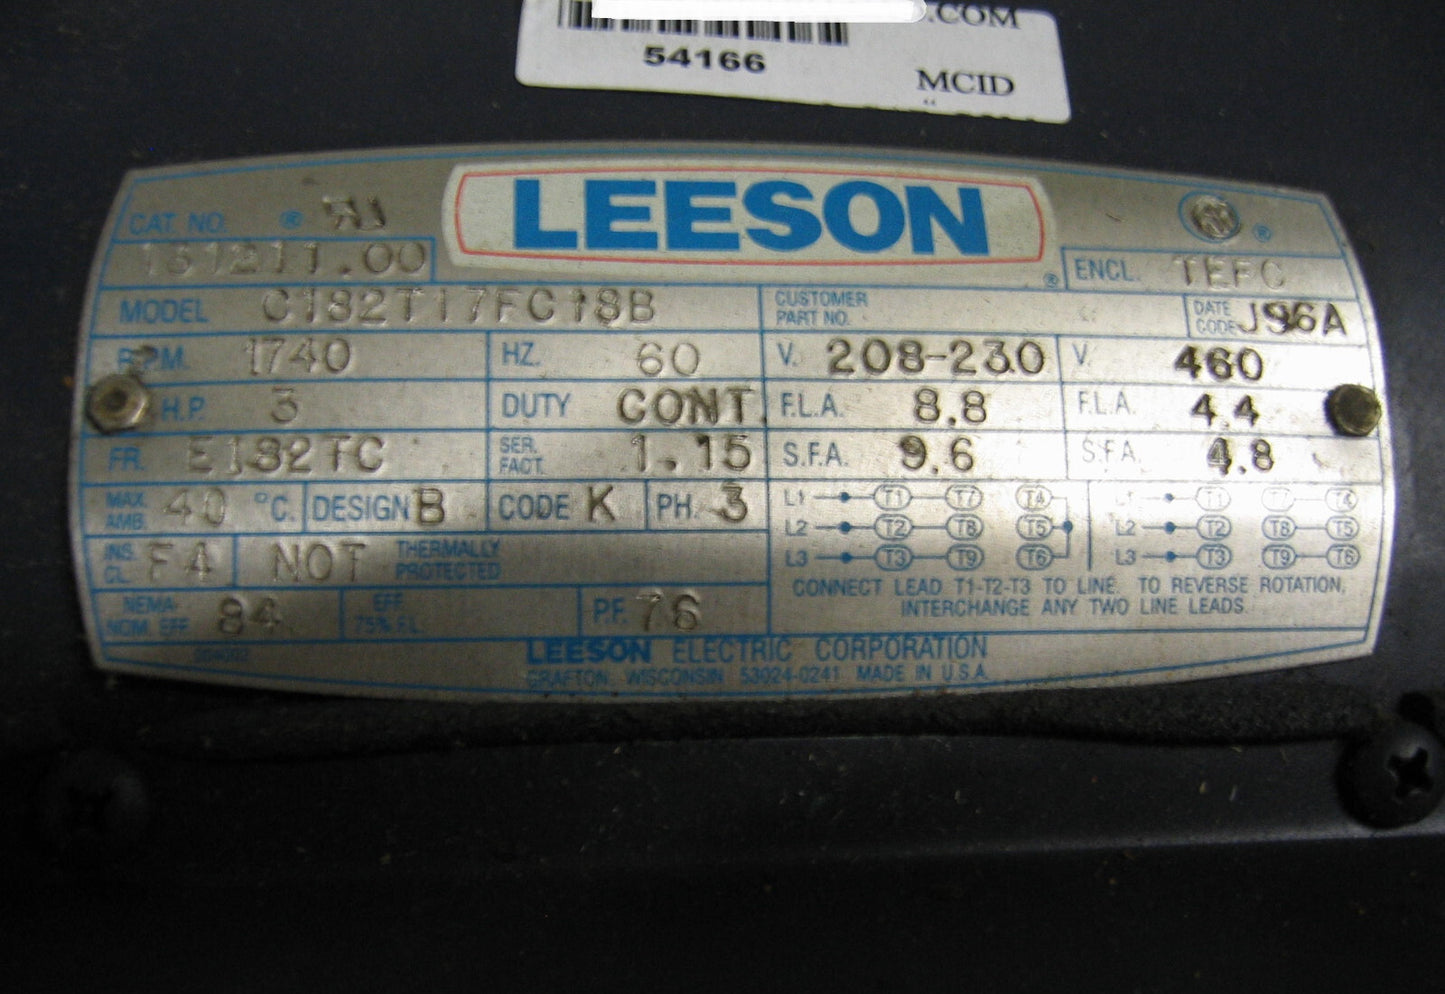 .COM
54166
MCID
LEESON ®
CAT. NO. ®
131211.00
®
ENCL. TEFC
MODEL C182T17FC18B CUSTOMER PART NO. DATE CODE J96A
R.P.M. 1740 HZ. 60 V. 208-230 V. 460
H.P. 3 DUTY CONT. F.L.A. 8.8 F.L.A. 4.4
FR. E182TC SER. FACT. 1.15 S.F.A. 9.6 S.F.A. 4.8
MAX. AMB. 40 °C. DESIGN B CODE K PH. 3
L1 T1 T7 T4 L1 T1 T7 T4
L2 T2 T8 T5 L2 T2 T8 T5
L3 T3 T9 T6 L3 T3 T9 T6
INS. CL. F4 NOT THERMALLY PROTECTED
CONNECT LEAD T1-T2-T3 TO LINE. TO REVERSE ROTATION,
INTERCHANGE ANY TWO LINE LEADS.
NEMA NOM. EFF. 84 EFF. 75% F.L. P.F. 76
LEESON ELECTRIC CORPORATION
GRAFTON, WISCONSIN 53024-0241 MADE IN U.S.A.